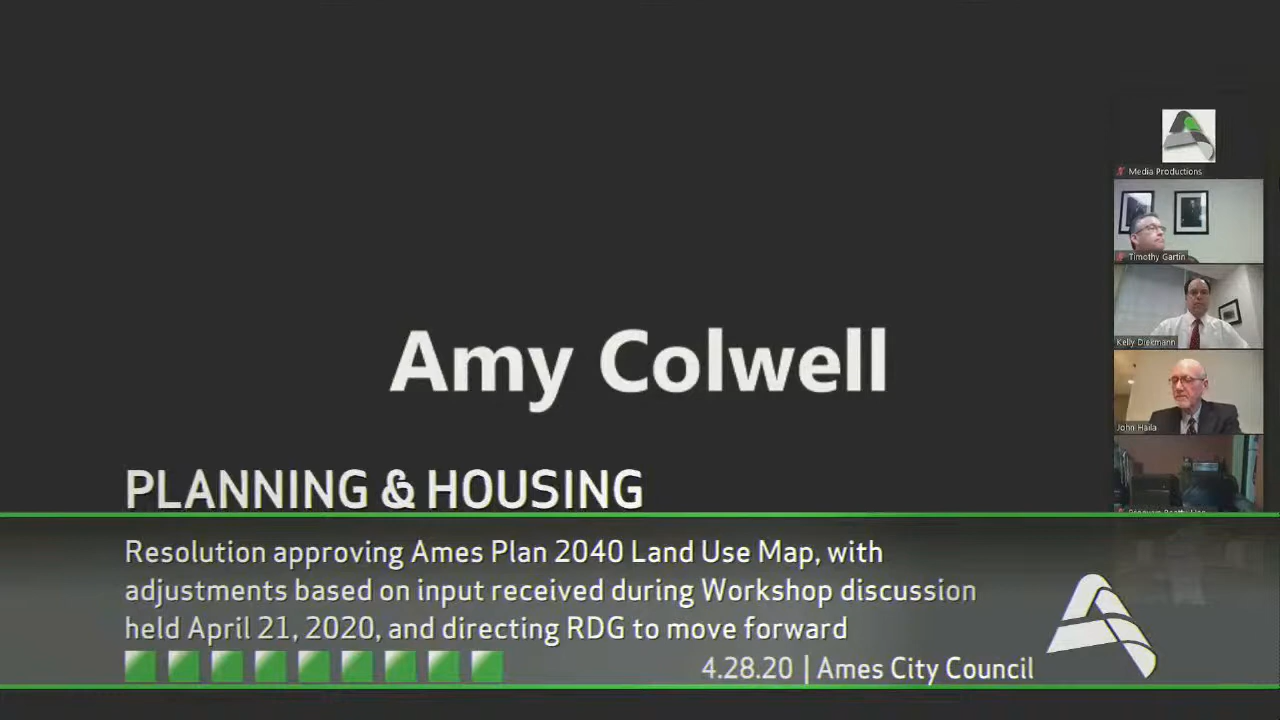 Media Productions
Timothy Gartin
Kelly Diekmann
John Haila
Amy Colwell
PLANNING & HOUSING
Resolution approving Ames Plan 2040 Land Use Map, with
adjustments based on input received during Workshop discussion
held April 21, 2020, and directing RDG to move forward
4.28.20 | Ames City Council